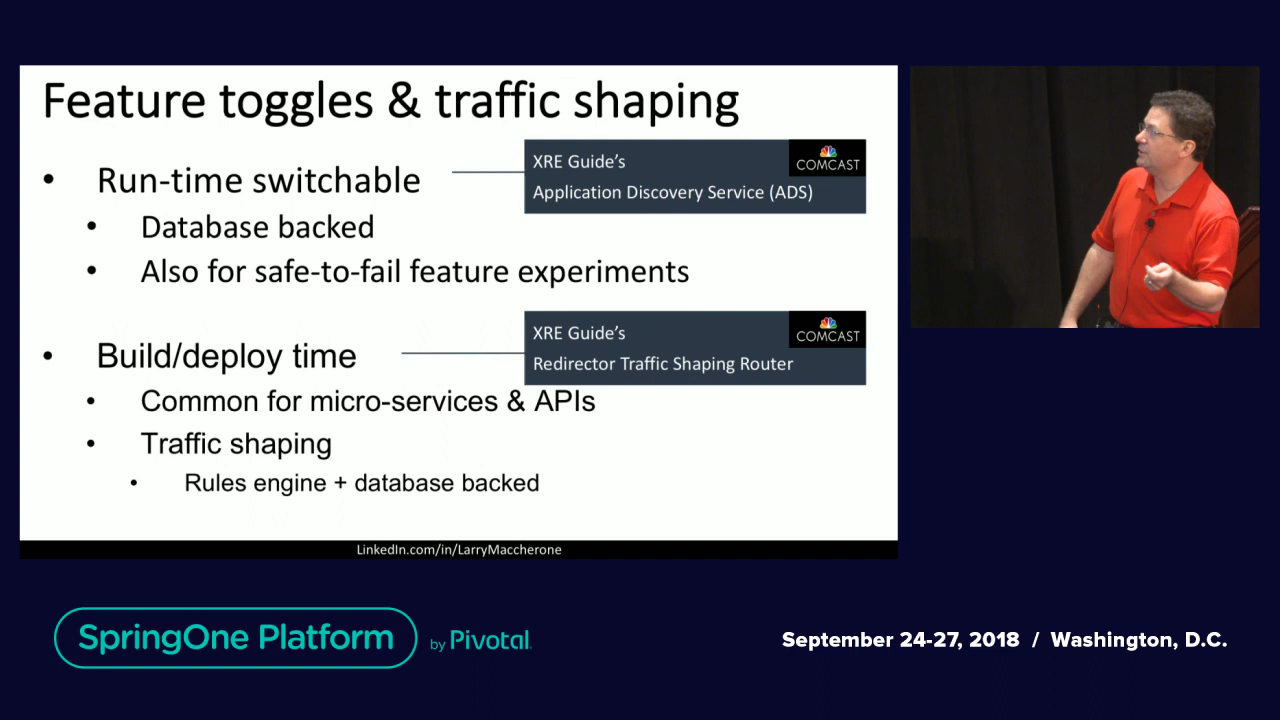 Feature toggles & traffic shaping
• Run-time switchable
XRE Guide's
COMCAST
Application Discovery Service (ADS)
• Database backed
• Also for safe-to-fail feature experiments
• Build/deploy time
XRE Guide's
COMCAST
Redirector Traffic Shaping Router
• Common for micro-services & APIs
• Traffic shaping
• Rules engine + database backed
LinkedIn.com/in/LarryMaccherone
SpringOne Platform by Pivotal.
September 24-27, 2018 / Washington, D.C.